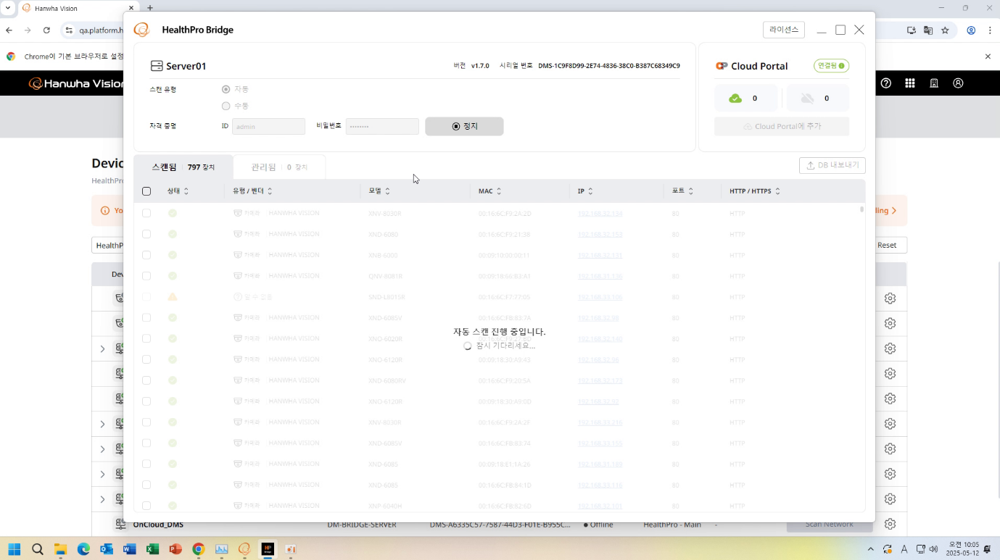 Hanwha Vision
qa.platform.h
Chrome이 기본 브라우저로 설정
Hanwha Vision
HealthPro Bridge
라이선스
Server01
버전 v1.7.0 시리얼 번호 DMS-1C9F8D99-2E74-4836-38C0-B387C68349C9
Cloud Portal
연결됨
스캔 유형
자동
수동
0
0
자격 증명
ID admin
비밀번호 ••••••••
정지
Cloud Portal에 추가
스캔됨 797 장치
관리됨 0 장치
DB 내보내기
Devic
HealthPr
Yo
ling
HealthP
Reset
Dev
상태 유형 / 벤더 모델 MAC IP 포트 HTTP / HTTPS
카메라 HANWHA VISION XNV-8030R 00:16:6C:F9:2A:2D 192.168.32.194 80 HTTP
카메라 HANWHA VISION XND-6080 00:16:6C:F9:21:38 192.168.32.153 80 HTTP
카메라 HANWHA VISION XNB-6000 00:09:10:00:00:11 192.168.32.131 80 HTTP
카메라 HANWHA VISION QNV-8081R 00:09:18:66:B3:A1 192.168.31.136 80 HTTP
알 수 없음 SND-L8015R 00:16:6C:F7:77:05 192.168.33.106 80 HTTP
카메라 HANWHA VISION XND-6085V 00:16:6C:FB:83:7A 192.168.32.86 80 HTTP
자동 스캔 진행 중입니다.
카메라 HANWHA VISION XNO-6020R 192.168.32.140 80 HTTP
잠시 기다리세요...
카메라 HANWHA VISION XNO-6120R 00:09:18:30:A9:43 192.168.32.96 80 HTTP
카메라 HANWHA VISION XND-6080RV 00:16:6C:F9:20:5A 192.168.32.173 80 HTTP
카메라 HANWHA VISION XNO-6120R 00:09:18:30:A9:0D 192.168.32.92 80 HTTP
카메라 HANWHA VISION XNV-8030R 00:16:6C:F9:2A:2F 192.168.33.216 80 HTTP
카메라 HANWHA VISION XND-6085V 00:16:6C:FB:83:74 192.168.33.155 80 HTTP
카메라 HANWHA VISION XND-6085 00:09:18:E1:1A:26 192.168.31.185 80 HTTP
카메라 HANWHA VISION XND-6085 00:16:6C:FB:84:1D 192.168.33.116 80 HTTP
카메라 HANWHA VISION XNP-6040H 00:16:6C:FB:82:6D 192.168.32.101 80 HTTP
OnCloud_DMS DM-BRIDGE-SERVER DMS-A6335C57-7587-44D3-F01E-B955C... Offline HealthPro - Main - Scan Network
A
오전 10:05
2025-05-12